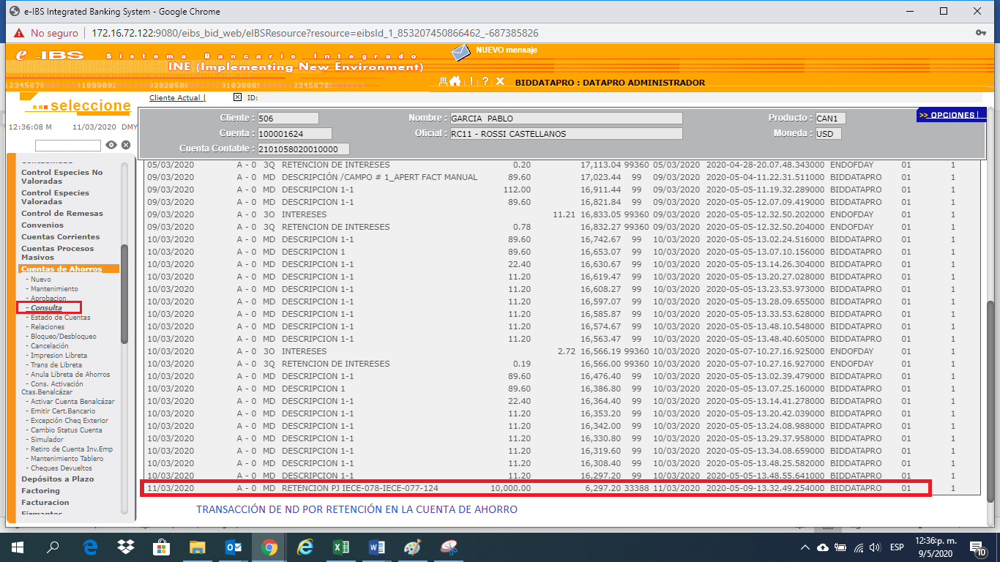 e-IBS Integrated Banking System - Google Chrome
No seguro | 172.16.72.122:9080/eibs_bid_web/eIBSResource?resource=eibsId_1_853207450866462_-687385826
e -IBS Sistema Bancario Integrado
INE (Implementing New Environment)
NUEVO mensaje
BIDDATAPRO : DATAPRO ADMINISTRADOR
Cliente Actual | ID:
seleccione
12:36:08 M 11/03/2020 DMY
Cliente : 506 Nombre : GARCIA PABLO Producto : CAN1
>> OPCIONES|
Cuenta : 100001624 Oficial : RC11 - ROSSI CASTELLANOS Moneda : USD
Cuenta Contable : 2101058020010000
Control Especies No
Valoradas
Control Especies
Valoradas
Control de Remesas
Convenios
Cuentas Corrientes
Cuentas Procesos
Masivos
Cuentas de Ahorros
- Nuevo
- Mantenimiento
- Aprobacion
- Consulta
- Estado de Cuentas
- Relaciones
- Bloqueo/Desbloqueo
- Cancelación
- Impresion Libreta
- Trans de Libreta
- Anula Libreta de Ahorros
- Cons. Activación
Ctas.Benalcázar
- Activar Cuenta Benalcázar
- Emitir Cert.Bancario
- Excepción Cheq Exterior
- Cambio Status Cuenta
- Simulador
- Retiro de Cuenta Inv.Emp
- Mantenimiento Tablero
- Cheques Devueltos
Depósitos a Plazo
Factoring
Facturacion
Firmantes
05/03/2020 A - 0 3Q RETENCION DE INTERESES 0.20 17,113.04 99360 05/03/2020 2020-04-28-20.07.48.343000 ENDOFDAY 01 1
09/03/2020 A - 0 MD DESCRIPCIÓN /CAMPO # 1_APERT FACT MANUAL 89.60 17,023.44 99 09/03/2020 2020-05-04-11.22.31.511000 BIDDATAPRO 01 1
09/03/2020 A - 0 MD DESCRIPCION 1-1 112.00 16,911.44 99 09/03/2020 2020-05-05-11.19.32.289000 BIDDATAPRO 01 1
09/03/2020 A - 0 MD DESCRIPCION 1-1 89.60 16,821.84 99 09/03/2020 2020-05-05-12.07.09.419000 BIDDATAPRO 01 1
09/03/2020 A - 0 3O INTERESES 11.21 16,833.05 99360 09/03/2020 2020-05-05-12.32.50.202000 ENDOFDAY 01 1
09/03/2020 A - 0 3Q RETENCION DE INTERESES 0.78 16,832.27 99360 09/03/2020 2020-05-05-12.32.50.204000 ENDOFDAY 01 1
10/03/2020 A - 0 MD DESCRIPCION 1-1 89.60 16,742.67 99 10/03/2020 2020-05-05-13.02.24.516000 BIDDATAPRO 01 1
10/03/2020 A - 0 MD DESCRIPCION 1 89.60 16,653.07 99 10/03/2020 2020-05-05-13.07.10.156000 BIDDATAPRO 01 1
10/03/2020 A - 0 MD DESCRIPCION 1-1 22.40 16,630.67 99 10/03/2020 2020-05-05-13.14.26.304000 BIDDATAPRO 01 1
10/03/2020 A - 0 MD DESCRIPCION 1-1 11.20 16,619.47 99 10/03/2020 2020-05-05-13.20.27.028000 BIDDATAPRO 01 1
10/03/2020 A - 0 MD DESCRIPCION 1-1 11.20 16,608.27 99 10/03/2020 2020-05-05-13.23.53.973000 BIDDATAPRO 01 1
10/03/2020 A - 0 MD DESCRIPCION 1-1 11.20 16,597.07 99 10/03/2020 2020-05-05-13.28.09.655000 BIDDATAPRO 01 1
10/03/2020 A - 0 MD DESCRIPCION 1-1 11.20 16,585.87 99 10/03/2020 2020-05-05-13.33.53.628000 BIDDATAPRO 01 1
10/03/2020 A - 0 MD DESCRIPCION 1-1 11.20 16,574.67 99 10/03/2020 2020-05-05-13.48.10.548000 BIDDATAPRO 01 1
10/03/2020 A - 0 MD DESCRIPCION 1-1 11.20 16,563.47 99 10/03/2020 2020-05-05-13.48.40.605000 BIDDATAPRO 01 1
10/03/2020 A - 0 3O INTERESES 2.72 16,566.19 99360 10/03/2020 2020-05-07-10.27.16.925000 ENDOFDAY 01 1
10/03/2020 A - 0 3Q RETENCION DE INTERESES 0.19 16,566.00 99360 10/03/2020 2020-05-07-10.27.16.927000 ENDOFDAY 01 1
10/03/2020 A - 0 MD DESCRIPCION 1-1 89.60 16,476.40 99 10/03/2020 2020-05-05-13.02.39.479000 BIDDATAPRO 01 1
10/03/2020 A - 0 MD DESCRIPCION 1 89.60 16,386.80 99 10/03/2020 2020-05-05-13.07.25.160000 BIDDATAPRO 01 1
10/03/2020 A - 0 MD DESCRIPCION 1-1 22.40 16,364.40 99 10/03/2020 2020-05-05-13.14.41.278000 BIDDATAPRO 01 1
10/03/2020 A - 0 MD DESCRIPCION 1-1 11.20 16,353.20 99 10/03/2020 2020-05-05-13.20.42.039000 BIDDATAPRO 01 1
10/03/2020 A - 0 MD DESCRIPCION 1-1 11.20 16,342.00 99 10/03/2020 2020-05-05-13.24.08.988000 BIDDATAPRO 01 1
10/03/2020 A - 0 MD DESCRIPCION 1-1 11.20 16,330.80 99 10/03/2020 2020-05-05-13.29.37.958000 BIDDATAPRO 01 1
10/03/2020 A - 0 MD DESCRIPCION 1-1 11.20 16,319.60 99 10/03/2020 2020-05-05-13.34.08.659000 BIDDATAPRO 01 1
10/03/2020 A - 0 MD DESCRIPCION 1-1 11.20 16,308.40 99 10/03/2020 2020-05-05-13.48.25.582000 BIDDATAPRO 01 1
10/03/2020 A - 0 MD DESCRIPCION 1-1 11.20 16,297.20 99 10/03/2020 2020-05-05-13.48.55.641000 BIDDATAPRO 01 1
11/03/2020 A - 0 MD RETENCION PJ IECE-078-IECE-077-124 10,000.00 6,297.20 33388 11/03/2020 2020-05-09-13.32.49.254000 BIDDATAPRO 01 1
TRANSACCIÓN DE ND POR RETENCIÓN EN LA CUENTA DE AHORRO
ESP
12:36 p. m.
9/5/2020
10